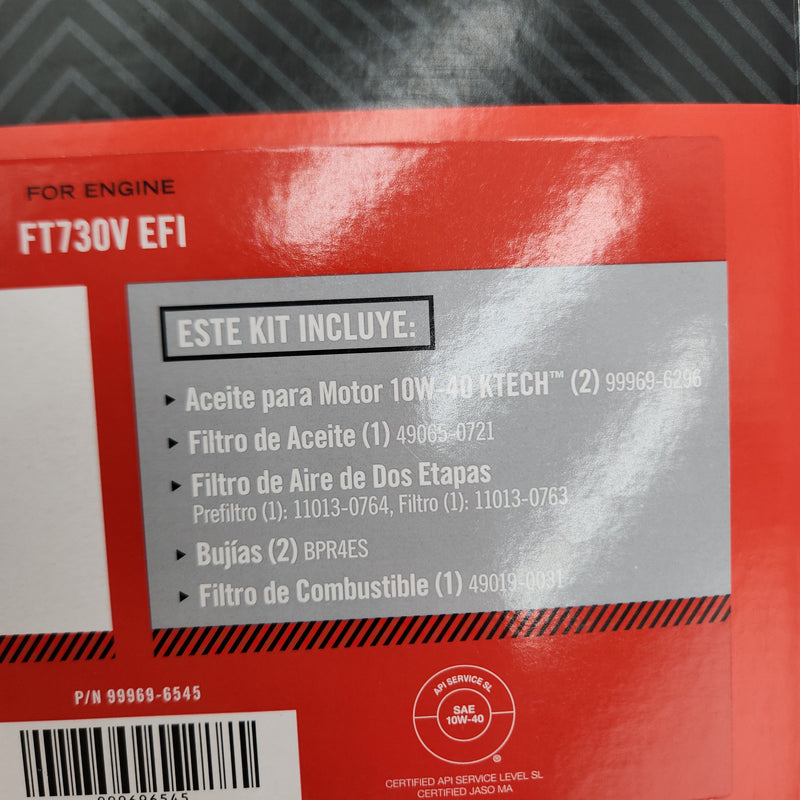 FOR ENGINE
FT730V EFI
ESTE KIT INCLUYE:
▸ Aceite para Motor 10W-40 KTECH™ (2) 99969-6296
▸ Filtro de Aceite (1) 49065-0721
▸ Filtro de Aire de Dos Etapas
Prefiltro (1): 11013-0764, Filtro (1): 11013-0763
▸ Bujías (2) BPR4ES
▸ Filtro de Combustible (1) 49019-0031
P/N 99969-6545
999696545
API SERVICE SL
SAE
10W-40
®
CERTIFIED API SERVICE LEVEL SL
CERTIFIED JASO MA